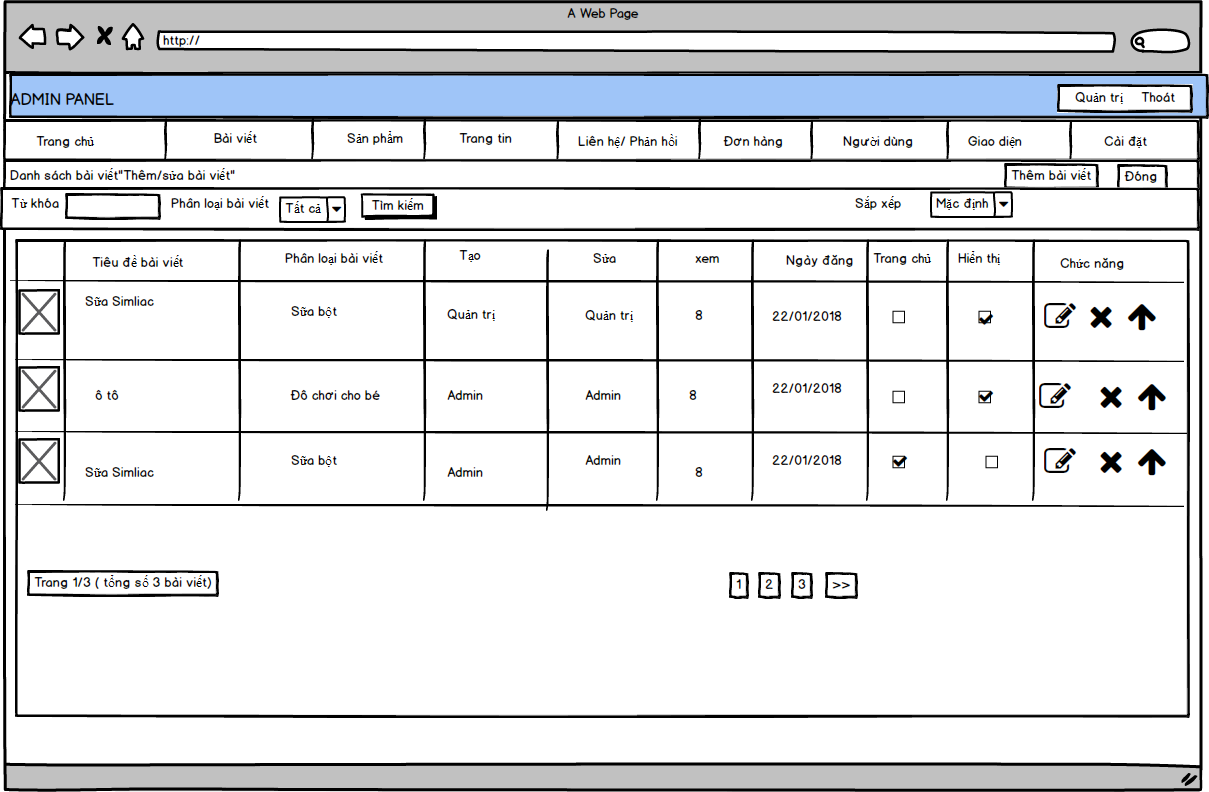 A Web Page
http://
ADMIN PANEL
Quản trị Thoát
Trang chủ Bài viết Sản phẩm Trang tin Liên hệ/ Phản hồi Đơn hàng Người dùng Giao diện Cài đặt
Danh sách bài viết"Thêm/sửa bài viết" Thêm bài viết Đóng
Từ khóa Phân loại bài viết Tất cả Tìm kiếm Sắp xếp Mặc định
Tiêu đề bài viết Phân loại bài viết Tạo Sửa xem Ngày đăng Trang chủ Hiển thị Chức năng
Sữa Simliac Sữa bột Quản trị Quản trị 8 22/01/2018
ô tô Đồ chơi cho bé Admin Admin 8 22/01/2018
Sữa Simliac Sữa bột Admin Admin 8 22/01/2018
Trang 1/3 ( tổng số 3 bài viết) 1 2 3 >>